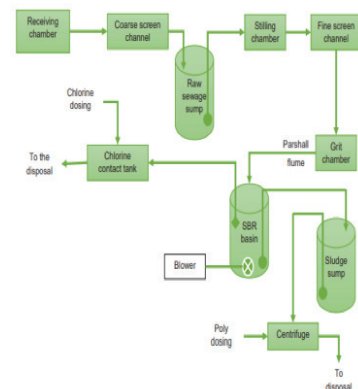 Receiving
chamber
Coarse screen
channel
Raw
sewage
sump
Stilling
chamber
Fine screen
channel
Chlorine
dosing
To the
disposal
Chlorine
contact tank
Parshall
flume
Grit
chamber
SBR
basin
Blower
Sludge
sump
Poly
dosing
Centrifuge
To
disposal